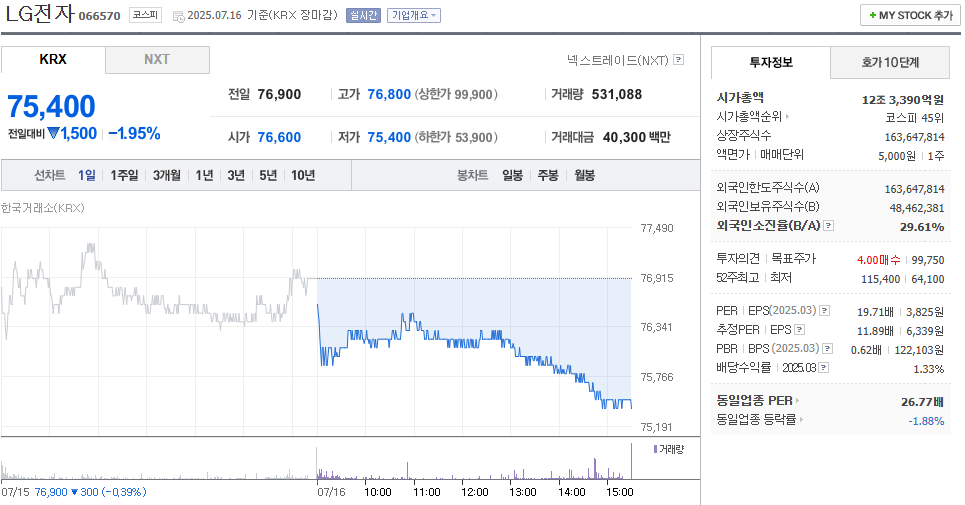 LG전자 066570 코스피 2025.07.16 기준(KRX 장마감) 실시간 기업개요
+ MY STOCK 추가
KRX NXT
넥스트레이드(NXT) ?
75,400
전일대비 ▼1,500 -1.95%
전일 76,900 고가 76,800 (상한가 99,900) 거래량 531,088
시가 76,600 저가 75,400 (하한가 53,900) 거래대금 40,300 백만
선차트 1일 1주일 3개월 1년 3년 5년 10년 봉차트 일봉 주봉 월봉
한국거래소(KRX)
77,490
76,915
76,341
75,766
75,191
거래량
07/15 76,900 ▼ 300 (-0.39%) 07/16 10:00 11:00 12:00 13:00 14:00 15:00
투자정보 호가 10단계
시가총액 12조 3,390억원
시가총액순위 코스피 45위
상장주식수 163,647,814
액면가 매매단위 5,000원 1주
외국인한도주식수(A) 163,647,814
외국인보유주식수(B) 48,462,381
외국인소진율(B/A) ? 29.61%
투자의견 목표주가 4.00매수 99,750
52주최고 최저 115,400 64,100
PER EPS(2025.03) ? 19.71배 3,825원
추정PER EPS ? 11.89배 6,339원
PBR BPS (2025.03) ? 0.62배 122,103원
배당수익률 2025.03 ? 1.33%
동일업종 PER 26.77배
동일업종 등락률 -1.88%